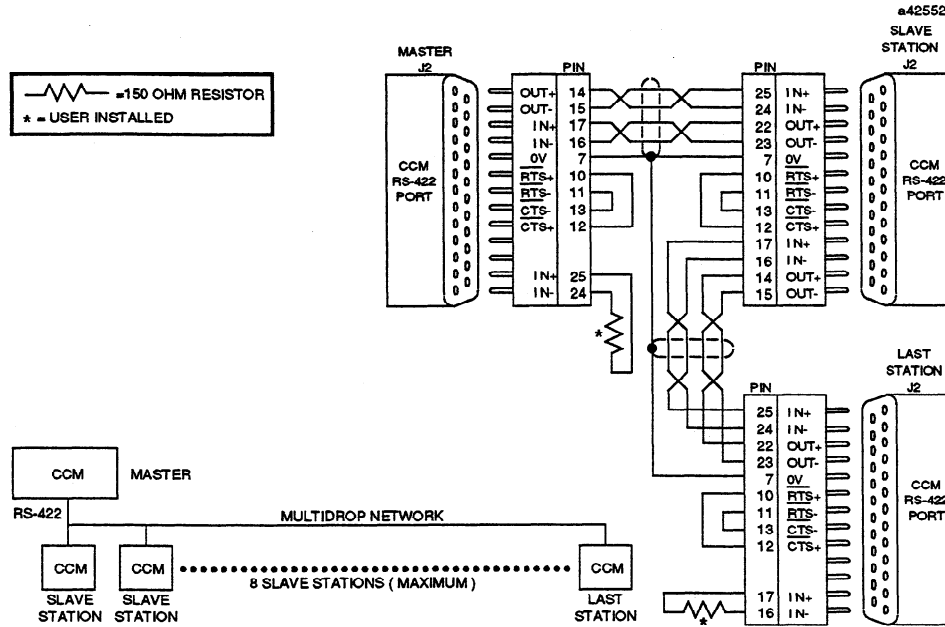 a42552
SLAVE
STATION
J2
MASTER
J2
PIN
PIN
=150 OHM RESISTOR
* = USER INSTALLED
CCM
RS-422
PORT
OUT+ 14
OUT- 15
IN+ 17
IN- 16
0V 7
RTS+ 10
RTS- 11
CTS- 13
CTS+ 12
IN+ 25
IN- 24
*
25 IN+
24 IN-
22 OUT+
23 OUT-
7 0V
10 RTS+
11 RTS-
13 CTS-
12 CTS+
17 IN+
16 IN-
14 OUT+
15 OUT-
CCM
RS-422
PORT
LAST
STATION
J2
PIN
25 IN+
24 IN-
22 OUT+
23 OUT-
7 0V
10 RTS+
11 RTS-
13 CTS-
12 CTS+
17 IN+
16 IN-
*
CCM
RS-422
PORT
CCM
MASTER
RS-422
MULTIDROP NETWORK
CCM
CCM
CCM
8 SLAVE STATIONS ( MAXIMUM )
SLAVE
STATION
SLAVE
STATION
LAST
STATION